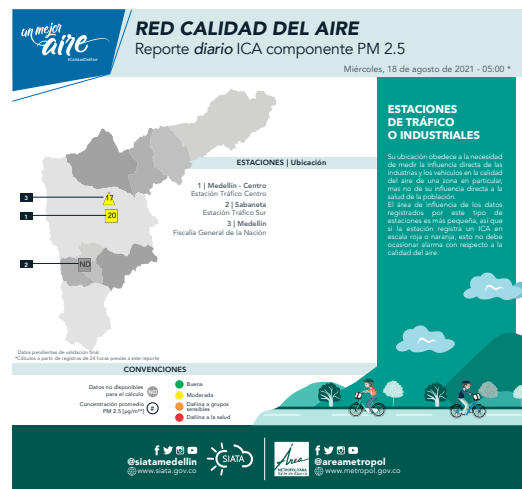 un mejor
aire
#CalidadDelAire
RED CALIDAD DEL AIRE
Reporte diario ICA componente PM 2.5
Miércoles, 18 de agosto de 2021 - 05:00 *
ESTACIONES | Ubicación
1 | Medellín - Centro
Estación Tráfico Centro
2 | Sabaneta
Estación Tráfico Sur
3 | Medellín
Fiscalía General de la Nación
3
17
1
20
2
ND
Datos pendientes de validación final.
*Cálculos a partir de registros de 24 horas previas a este reporte
ESTACIONES
DE TRÁFICO
O INDUSTRIALES
Su ubicación obedece a la necesidad
de medir la influencia directa de las
industrias y los vehículos en la calidad
del aire de una zona en particular,
mas no de su influencia directa a la
salud de la población.
El área de influencia de los datos
registrados por este tipo de
estaciones es más pequeña, así que
si la estación registra un ICA en
escala roja o naranja, esto no debe
ocasionar alarma con respecto a la
calidad del aire.
CONVENCIONES
Datos no disponibles
para el cálculo
ND
Concentración promedio
PM 2.5 [µg/m³]
#
Buena
Moderada
Dañina a grupos
sensibles
Dañina a la salud
@siatamedellin
www.siata.gov.co
SIATA
Área
METROPOLITANA
Valle de Aburrá
@areametropol
www.metropol.gov.co